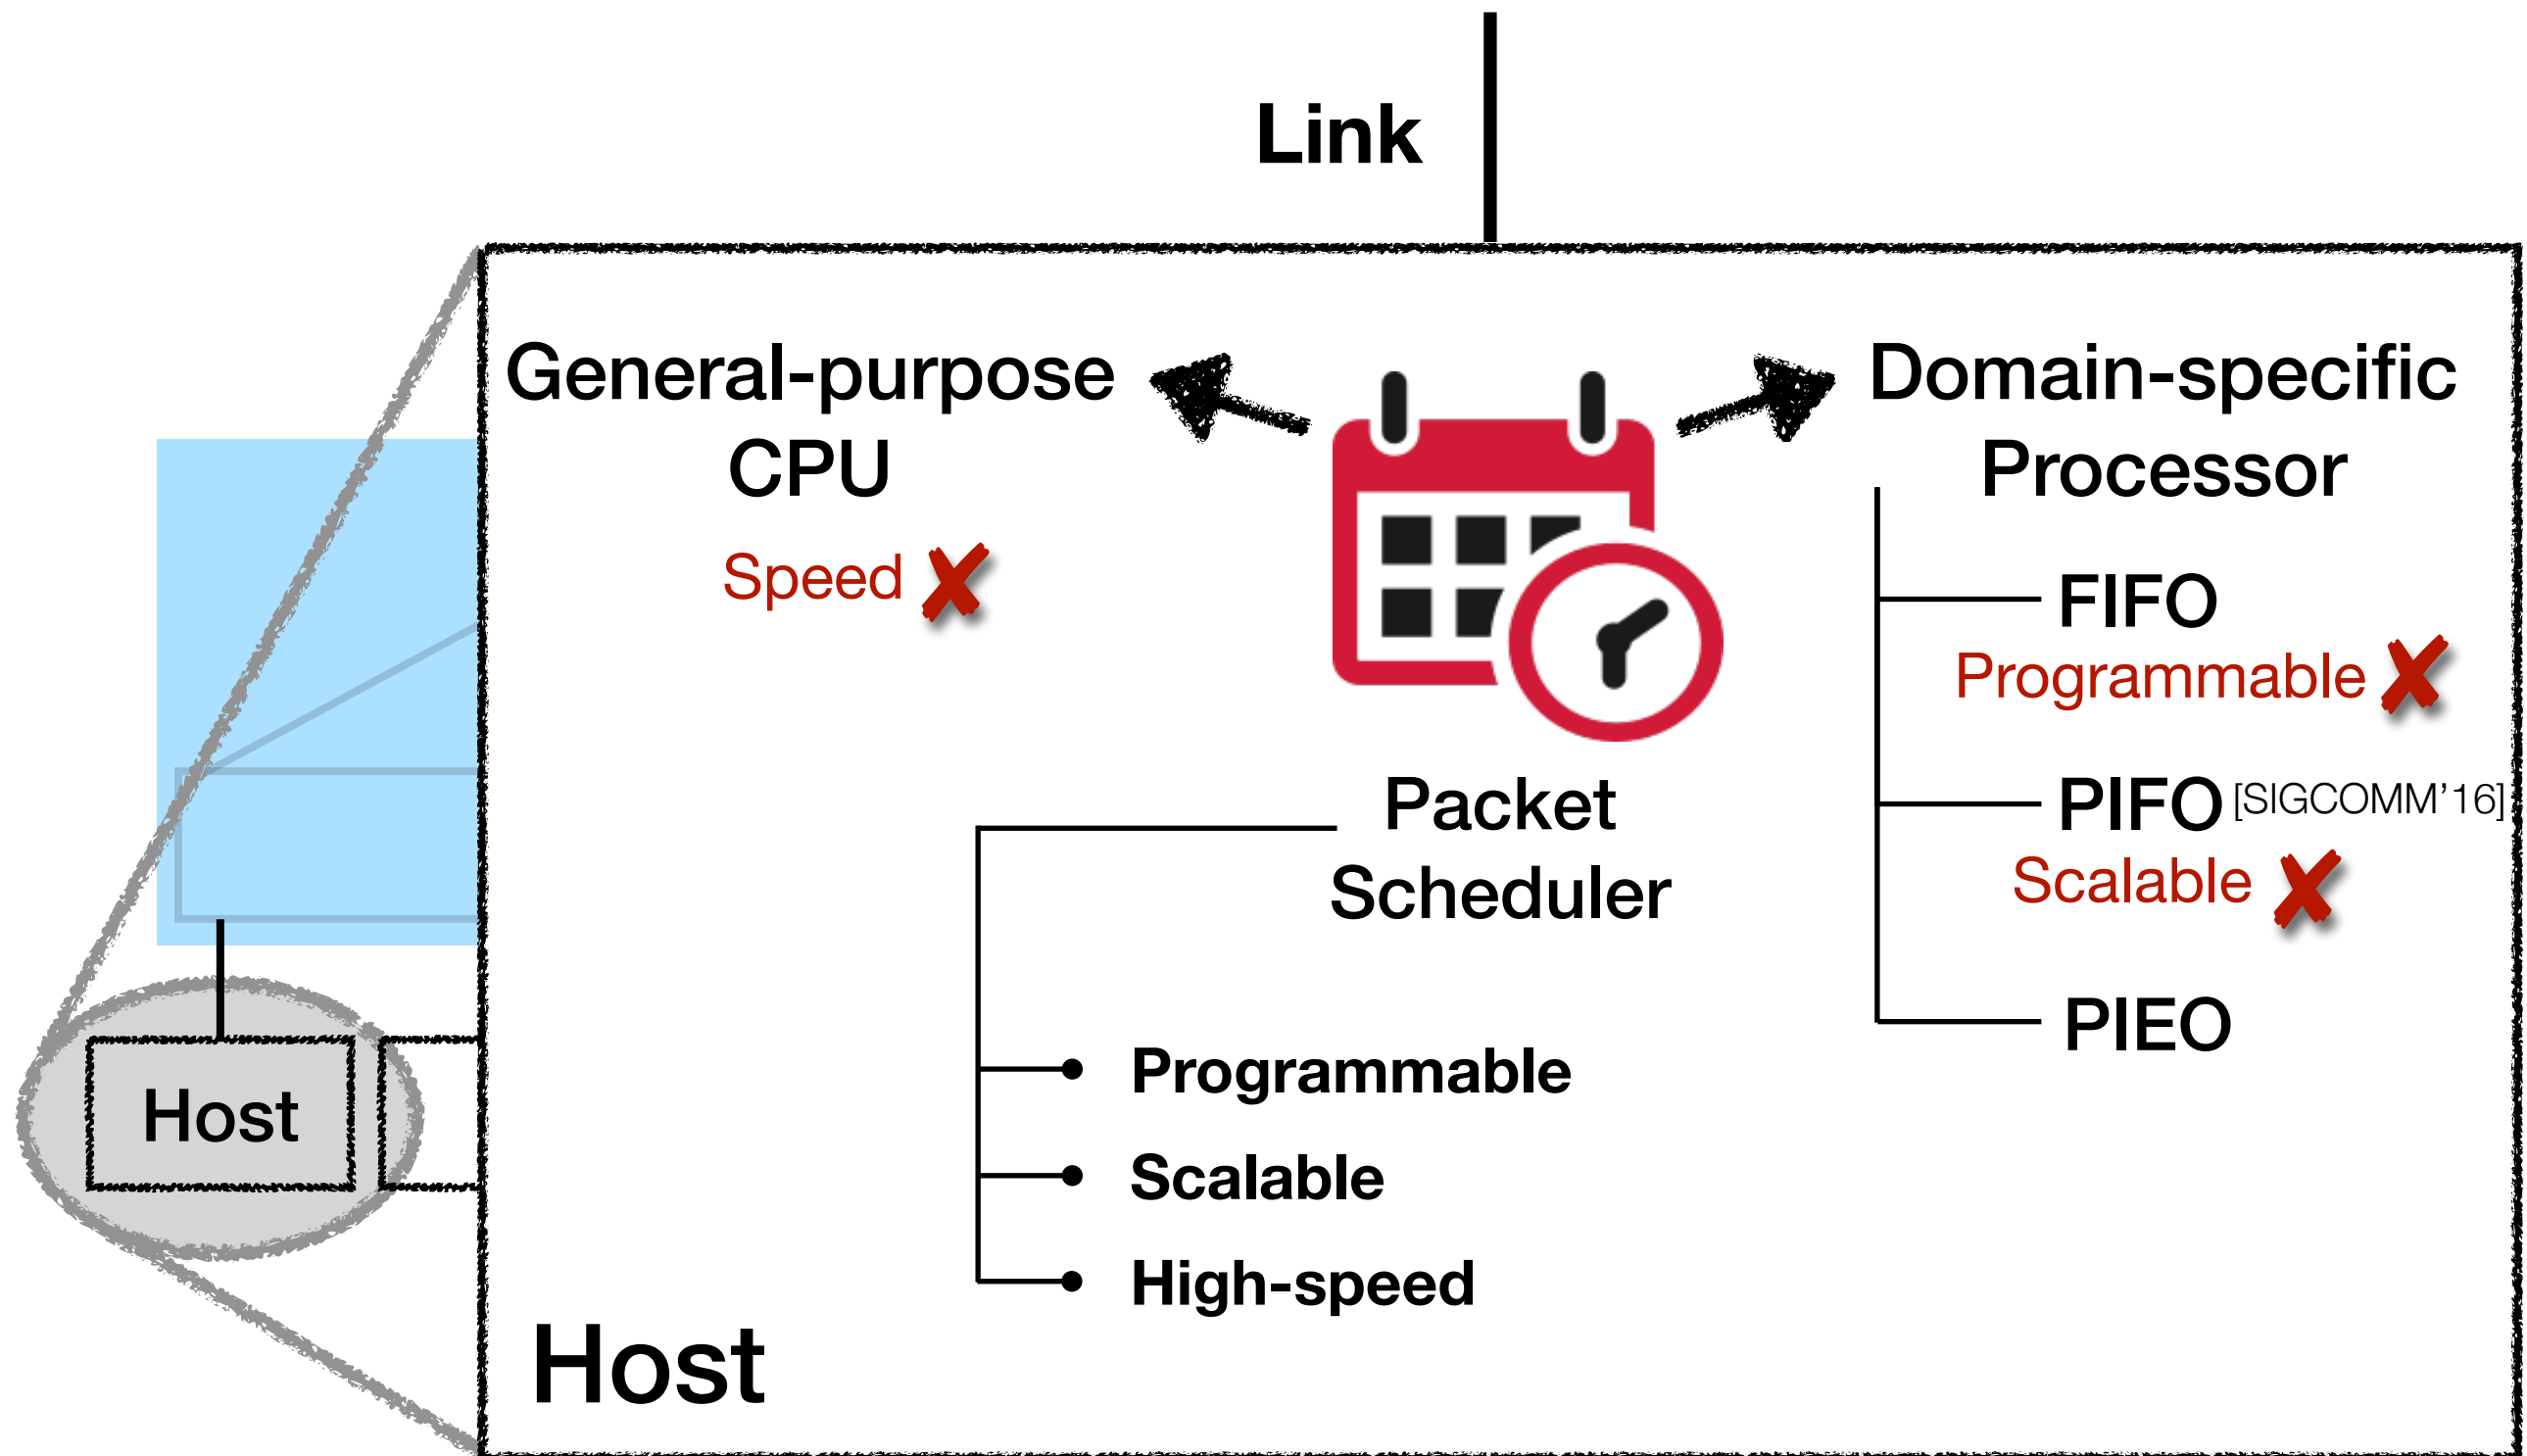 Link
General-purpose
CPU
Speed ✘
Domain-specific
Processor
FIFO
Programmable ✘
PIFO [SIGCOMM'16]
Scalable ✘
PIEO
Packet
Scheduler
Programmable
Scalable
High-speed
Host
Host